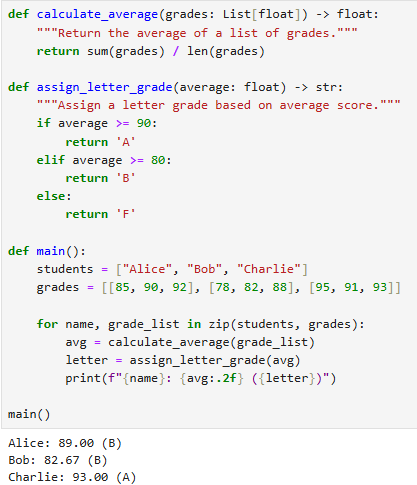 def calculate_average(grades: List[float]) -> float:
    """Return the average of a list of grades."""
    return sum(grades) / len(grades)

def assign_letter_grade(average: float) -> str:
    """Assign a letter grade based on average score."""
    if average >= 90:
        return 'A'
    elif average >= 80:
        return 'B'
    else:
        return 'F'

def main():
    students = ["Alice", "Bob", "Charlie"]
    grades = [[85, 90, 92], [78, 82, 88], [95, 91, 93]]

    for name, grade_list in zip(students, grades):
        avg = calculate_average(grade_list)
        letter = assign_letter_grade(avg)
        print(f"{name}: {avg:.2f} ({letter})")

main()
Alice: 89.00 (B)
Bob: 82.67 (B)
Charlie: 93.00 (A)